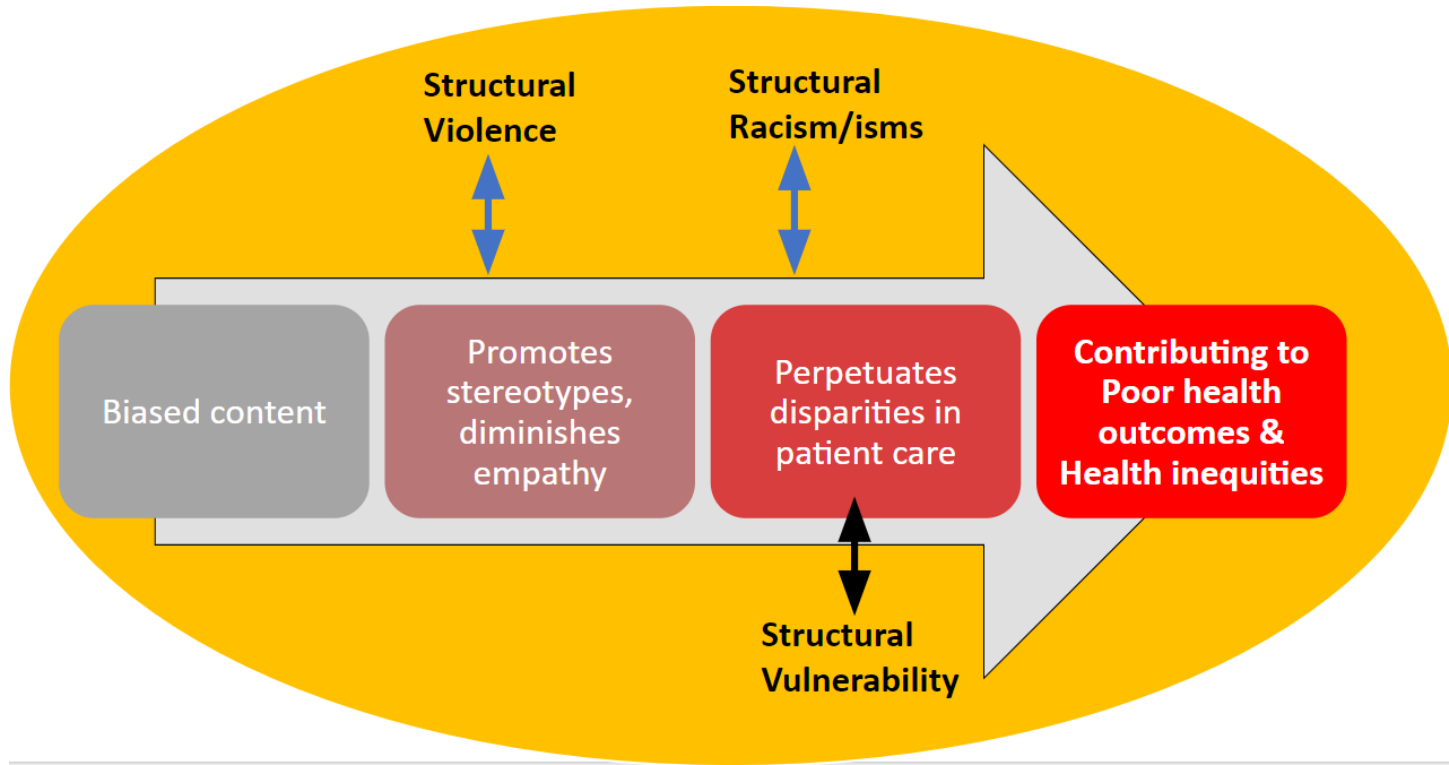 Structural
Violence
Structural
Racism/isms
Biased content
Promotes
stereotypes,
diminishes
empathy
Perpetuates
disparities in
patient care
Contributing to
Poor health
outcomes &
Health inequities
Structural
Vulnerability